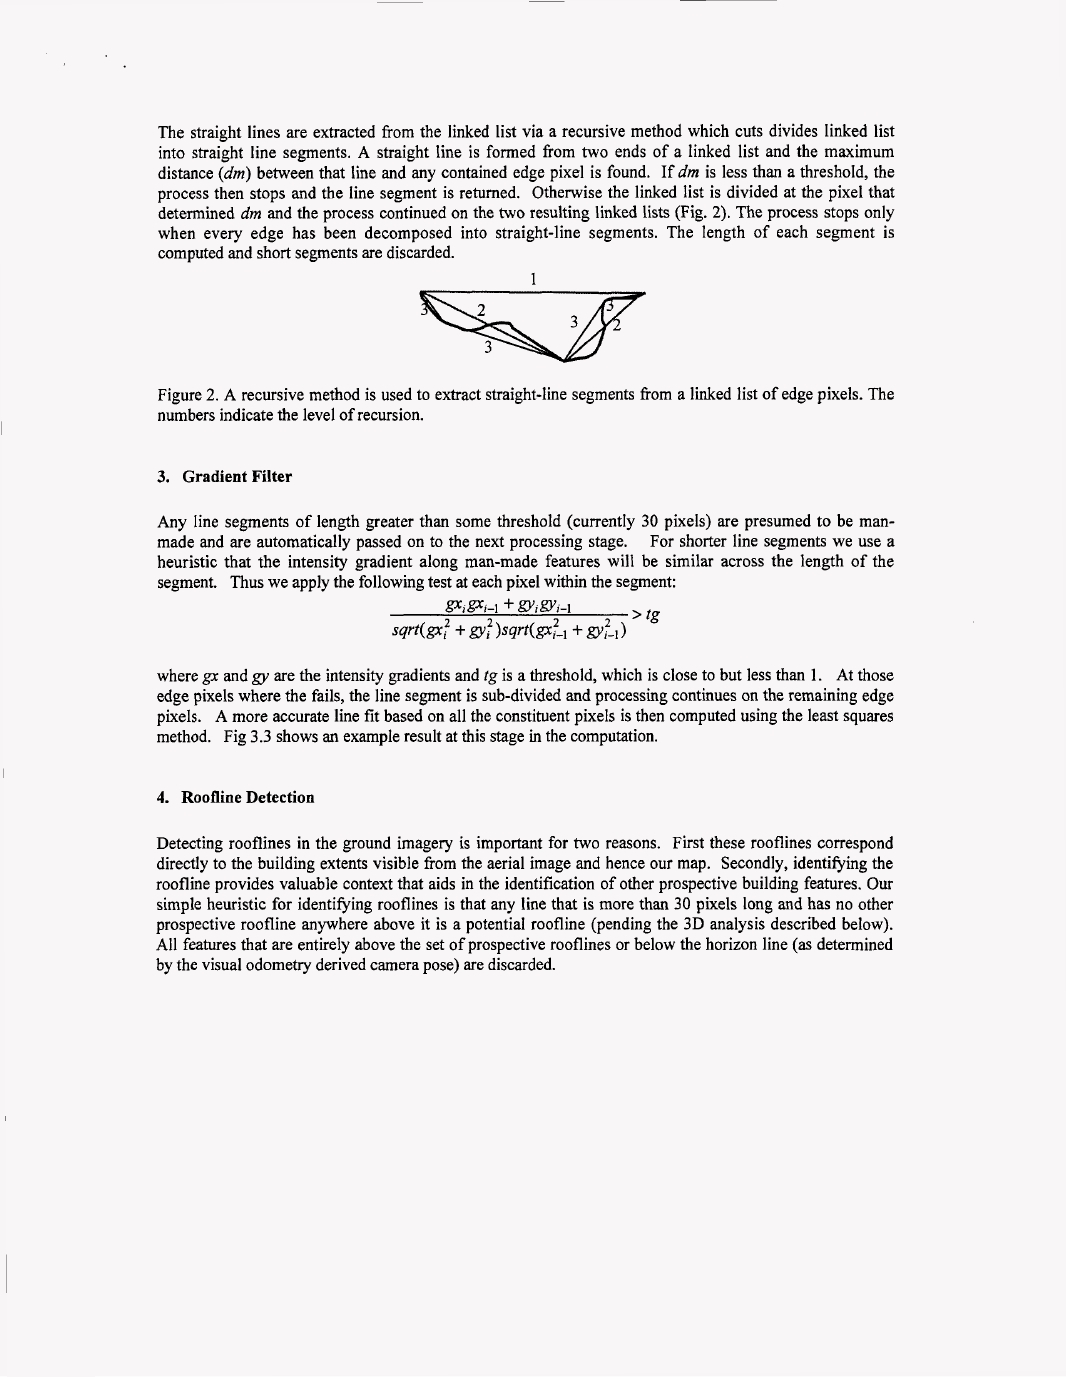 The straight lines are extracted from the linked list via a recursive method which cuts divides linked list
into straight line segments. A straight line is formed from two ends of a linked list and the maximum
distance (dm) between that line and any contained edge pixel is found. If dm is less than a threshold, the
process then stops and the line segment is returned. Otherwise the linked list is divided at the pixel that
determined dm and the process continued on the two resulting linked lists (Fig. 2). The process stops only
when every edge has been decomposed into straight-line segments. The length of each segment is
computed and short segments are discarded.
1
3 2 3 3 2
3
Figure 2. A recursive method is used to extract straight-line segments from a linked list of edge pixels. The
numbers indicate the level of recursion.
3. Gradient Filter
Any line segments of length greater than some threshold (currently 30 pixels) are presumed to be man-
made and are automatically passed on to the next processing stage. For shorter line segments we use a
heuristic that the intensity gradient along man-made features will be similar across the length of the
segment. Thus we apply the following test at each pixel within the segment:
gx_i gx_{i-1} + gy_i gy_{i-1}
sqrt(gx_i^2 + gy_i^2)sqrt(gx_{i-1}^2 + gy_{i-1}^2) > tg
where gx and gy are the intensity gradients and tg is a threshold, which is close to but less than 1. At those
edge pixels where the fails, the line segment is sub-divided and processing continues on the remaining edge
pixels. A more accurate line fit based on all the constituent pixels is then computed using the least squares
method. Fig 3.3 shows an example result at this stage in the computation.
4. Roofline Detection
Detecting rooflines in the ground imagery is important for two reasons. First these rooflines correspond
directly to the building extents visible from the aerial image and hence our map. Secondly, identifying the
roofline provides valuable context that aids in the identification of other prospective building features. Our
simple heuristic for identifying rooflines is that any line that is more than 30 pixels long and has no other
prospective roofline anywhere above it is a potential roofline (pending the 3D analysis described below).
All features that are entirely above the set of prospective rooflines or below the horizon line (as determined
by the visual odometry derived camera pose) are discarded.